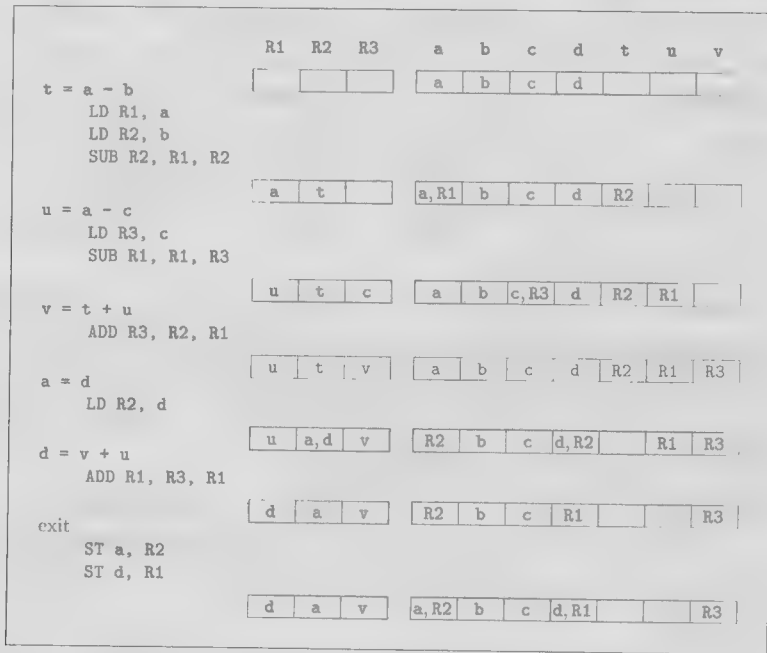 R1 R2 R3 a b c d t u v
a b c d
t = a - b
LD R1, a
LD R2, b
SUB R2, R1, R2
a t a,R1 b c d R2
u = a - c
LD R3, c
SUB R1, R1, R3
u t c a b c,R3 d R2 R1
v = t + u
ADD R3, R2, R1
u t v a b c d R2 R1 R3
a = d
LD R2, d
u a,d v R2 b c d,R2 R1 R3
d = v + u
ADD R1, R3, R1
d a v R2 b c R1 R3
exit
ST a, R2
ST d, R1
d a v a,R2 b c d,R1 R3